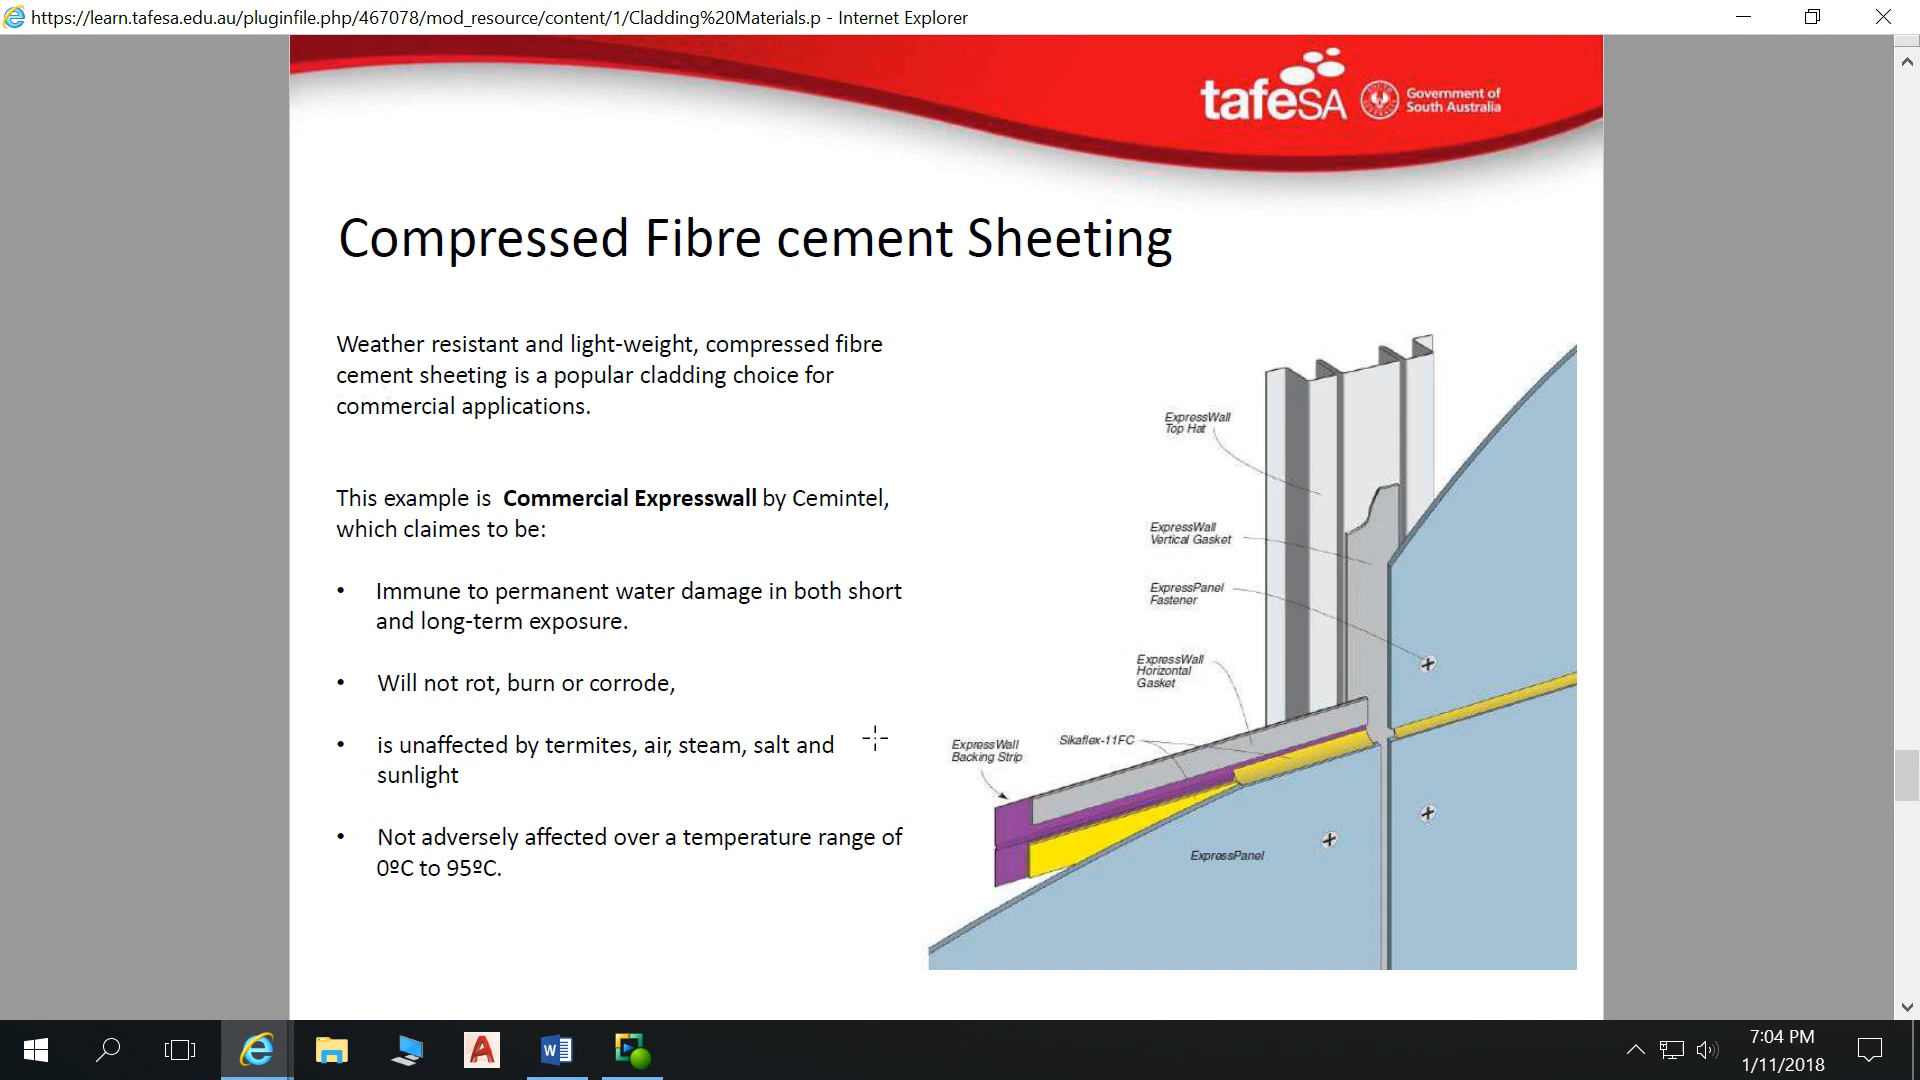 https://learn.tafesa.edu.au/pluginfile.php/467078/mod_resource/content/1/Cladding%20Materials.p - Internet Explorer
tafeSA
Government of
South Australia
Compressed Fibre cement Sheeting
Weather resistant and light-weight, compressed fibre
cement sheeting is a popular cladding choice for
commercial applications.
This example is Commercial Expresswall by Cemintel,
which claimes to be:
• Immune to permanent water damage in both short
and long-term exposure.
• Will not rot, burn or corrode,
• is unaffected by termites, air, steam, salt and
sunlight
• Not adversely affected over a temperature range of
0ºC to 95ºC.
ExpressWall
Top Hat
ExpressWall
Vertical Gasket
ExpressPanel
Fastener
ExpressWall
Horizontal
Gasket
ExpressWall
Backing Strip
Sikaflex-11FC
ExpressPanel
7:04 PM
1/11/2018